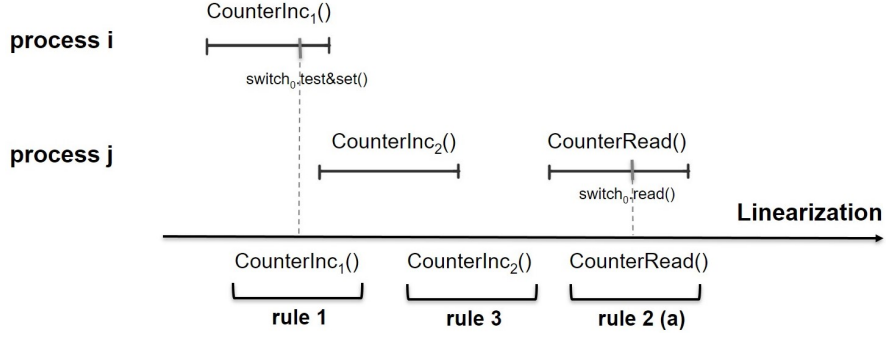 CounterInc₁()
process i
switch₀.test&set()
CounterInc₂() CounterRead()
process j
switch₀.read()
Linearization
CounterInc₁() CounterInc₂() CounterRead()
rule 1 rule 3 rule 2 (a)